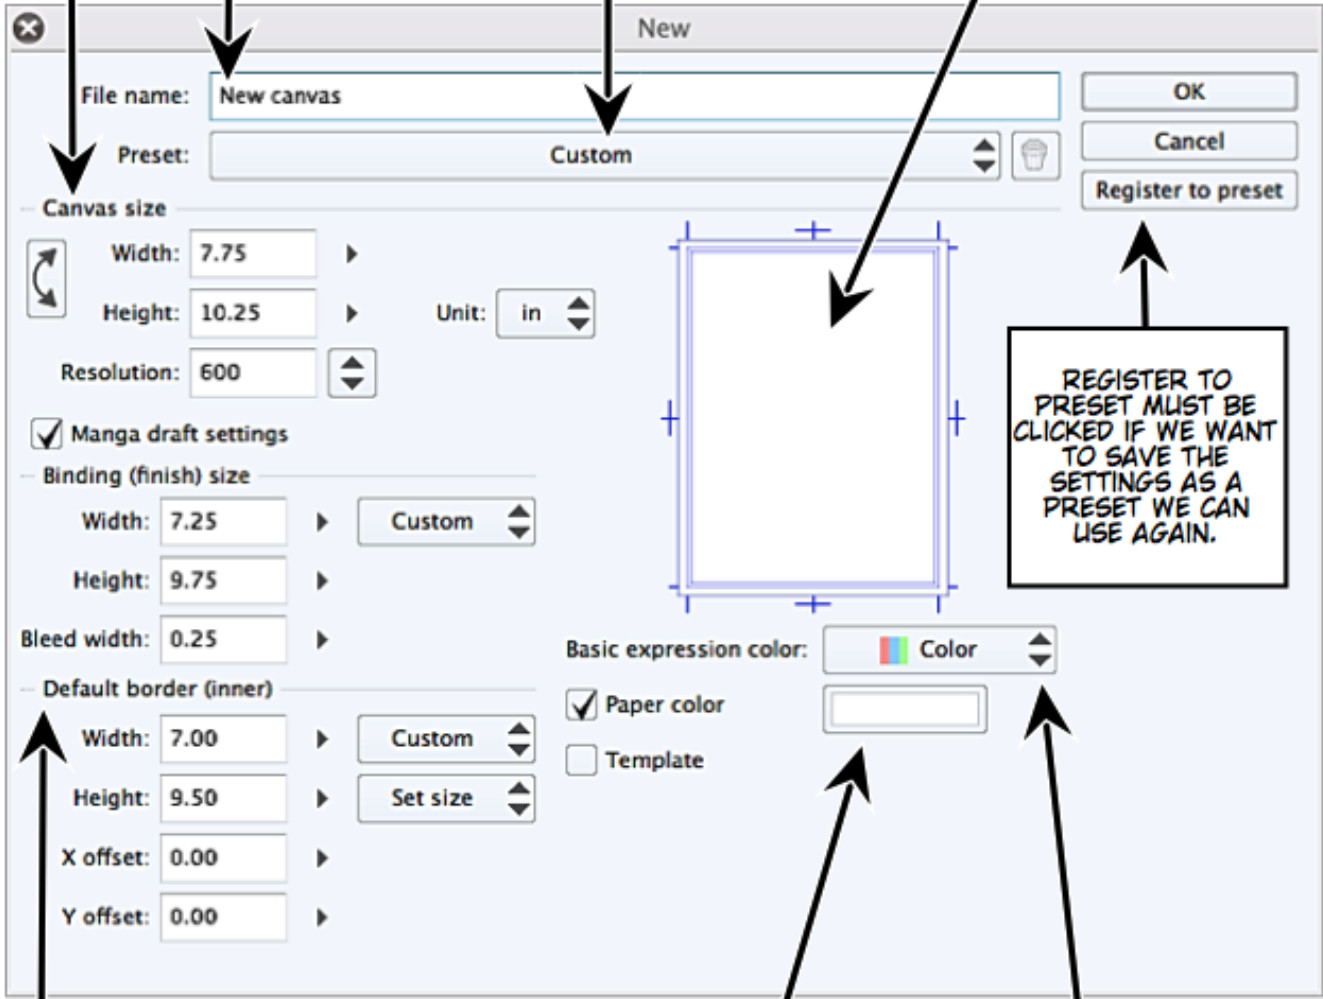 New
File name: New canvas
OK
Preset: Custom
Cancel
Register to preset
Canvas size
Width: 7.75
Height: 10.25
Unit: in
Resolution: 600
Manga draft settings
Binding (finish) size
Width: 7.25 Custom
Height: 9.75
Bleed width: 0.25
Default border (inner)
Width: 7.00 Custom
Height: 9.50 Set size
X offset: 0.00
Y offset: 0.00
REGISTER TO
PRESET MUST BE
CLICKED IF WE WANT
TO SAVE THE
SETTINGS AS A
PRESET WE CAN
USE AGAIN.
Basic expression color: Color
Paper color
Template